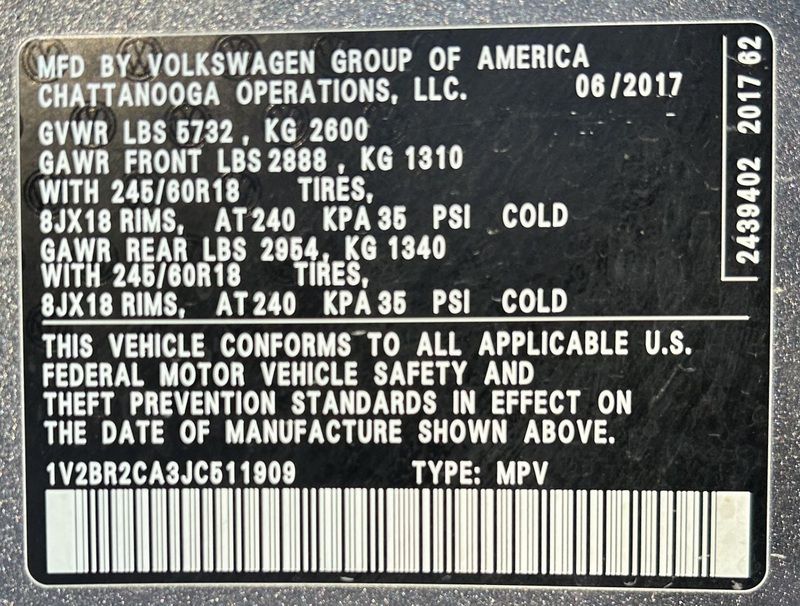 MFD BY VOLKSWAGEN GROUP OF AMERICA
CHATTANOOGA OPERATIONS, LLC. 06/2017
GVWR LBS 5732, KG 2600
GAWR FRONT LBS 2888, KG 1310
WITH 245/60R18 TIRES,
8JX18 RIMS, AT 240 KPA 35 PSI COLD
GAWR REAR LBS 2954, KG 1340
WITH 245/60R18 TIRES,
8JX18 RIMS, AT 240 KPA 35 PSI COLD
THIS VEHICLE CONFORMS TO ALL APPLICABLE U.S.
FEDERAL MOTOR VEHICLE SAFETY AND
THEFT PREVENTION STANDARDS IN EFFECT ON
THE DATE OF MANUFACTURE SHOWN ABOVE.
1V2BR2CA3JC511909 TYPE: MPV
2439402 2017 62